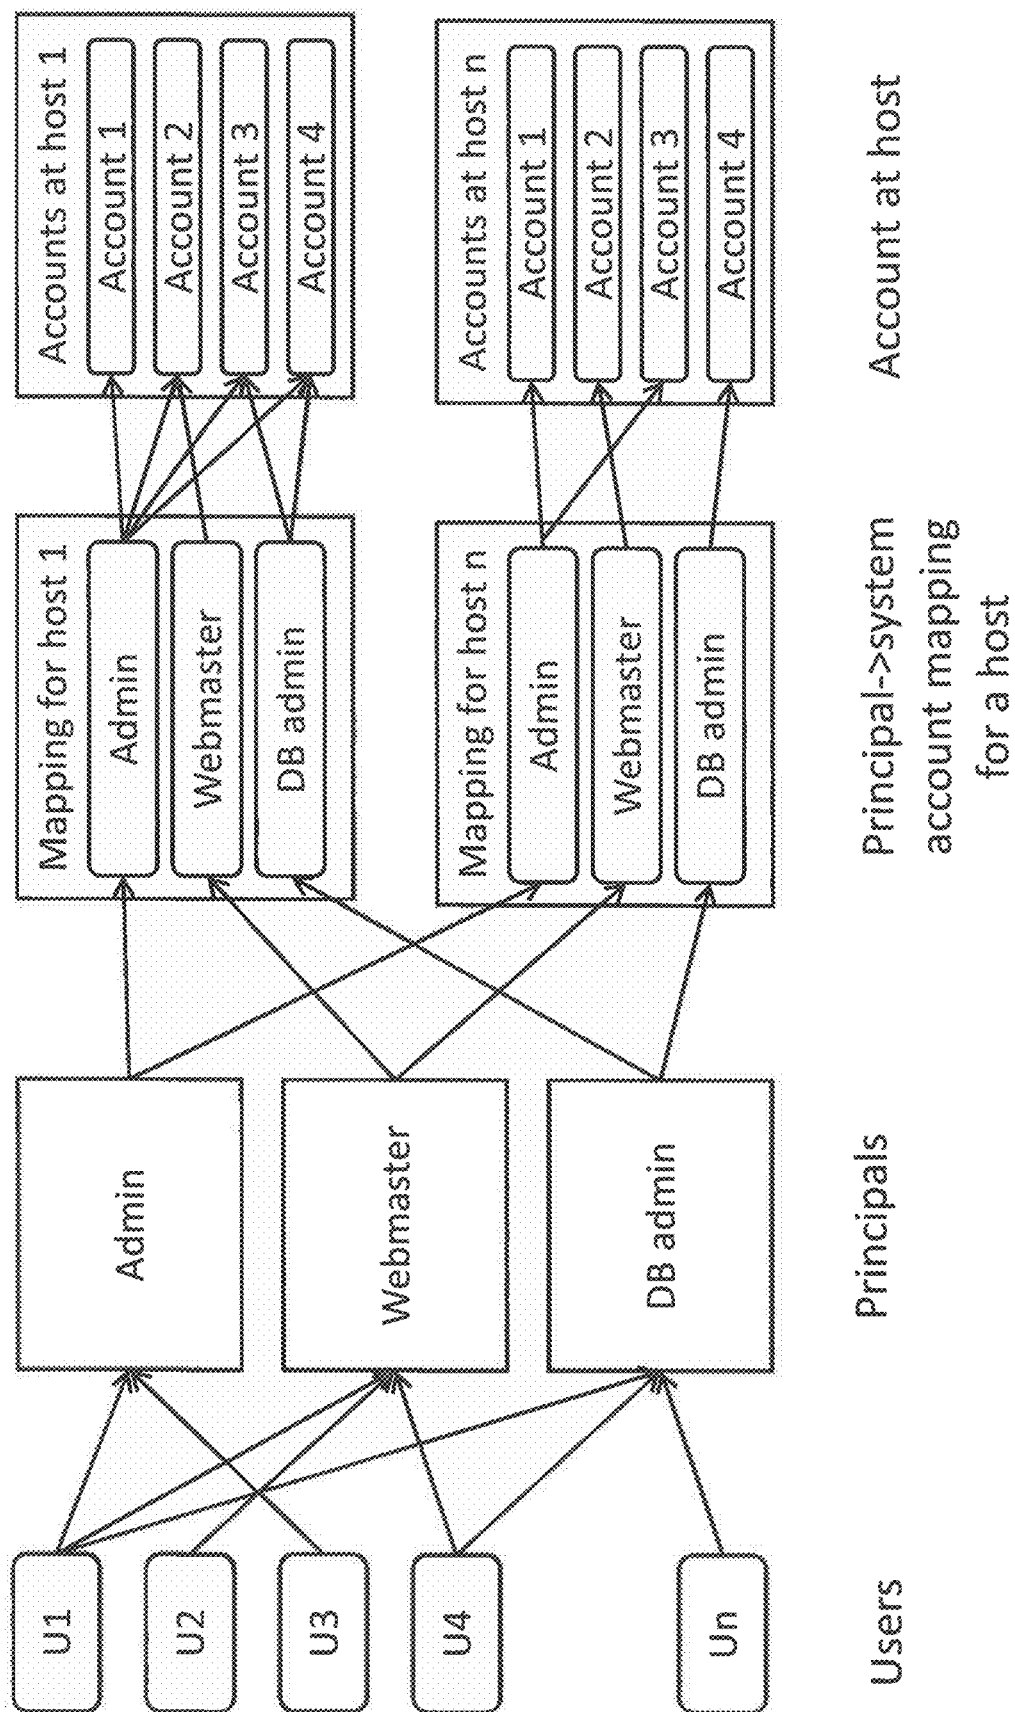 U1
U2
U3
U4
Un
Users
Admin
Webmaster
DB admin
Principals
Mapping for host 1
Admin
Webmaster
DB admin
Mapping for host n
Admin
Webmaster
DB admin
Principal->system
account mapping
for a host
Accounts at host 1
Account 1
Account 2
Account 3
Account 4
Accounts at host n
Account 1
Account 2
Account 3
Account 4
Account at host